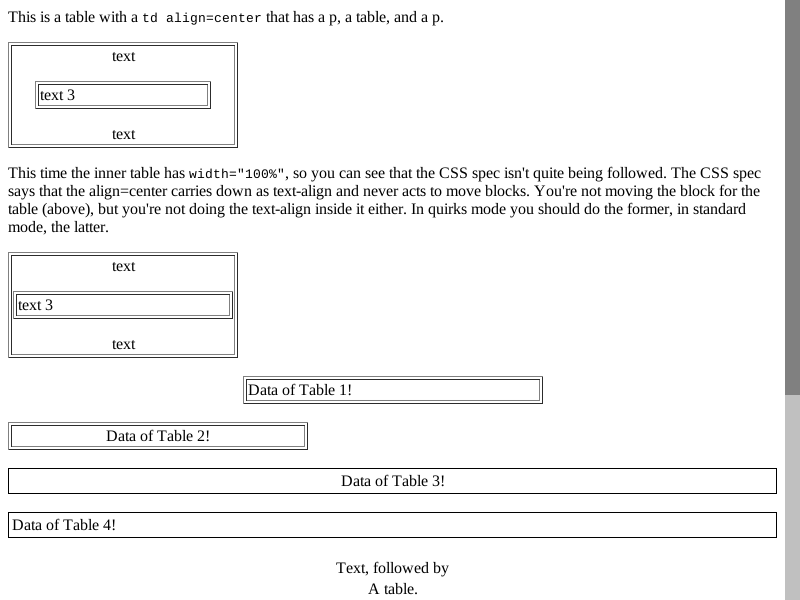 This is a table with a td align=center that has a p, a table, and a p.
text
text 3
text
This time the inner table has width="100%", so you can see that the CSS spec isn't quite being followed. The CSS spec
says that the align=center carries down as text-align and never acts to move blocks. You're not moving the block for the
table (above), but you're not doing the text-align inside it either. In quirks mode you should do the former, in standard
mode, the latter.
text
text 3
text
Data of Table 1!
Data of Table 2!
Data of Table 3!
Data of Table 4!
Text, followed by
A table.